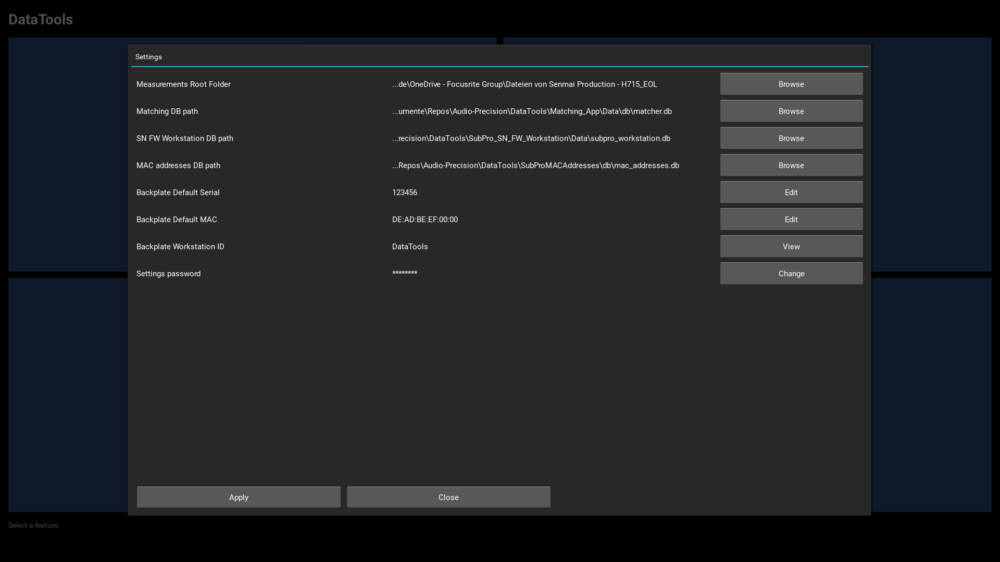 DataTools
Settings
Measurements Root Folder ...de\OneDrive - Focusrite Group\Dateien von Senmai Production - H715_EOL Browse
Matching DB path ...umente\Repos\Audio-Precision\DataTools\Matching_App\Data\db\matcher.db Browse
SN FW Workstation DB path ...recision\DataTools\SubPro_SN_FW_Workstation\Data\subpro_workstation.db Browse
MAC addresses DB path ...Repos\Audio-Precision\DataTools\SubProMACAddresses\db\mac_addresses.db Browse
Backplate Default Serial 123456 Edit
Backplate Default MAC DE:AD:BE:EF:00:00 Edit
Backplate Workstation ID DataTools View
Settings password ******** Change
Apply Close
Select a feature.